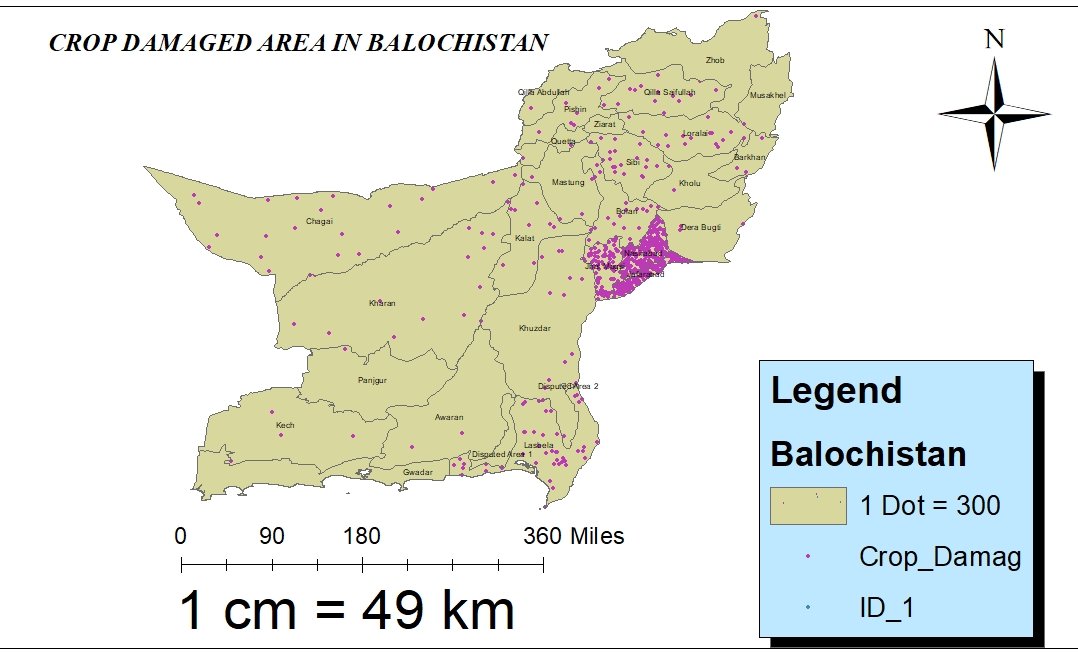 CROP DAMAGED AREA IN BALOCHISTAN
N
Zhob
Qilla Abdullah
Qilla Saifullah
Musakhel
Pishin
Ziarat
Loralai
Quetta
Barkhan
Sibi
Mastung
Kholu
Bolan
Chagai
Dera Bugti
Kalat
Nasirabad
Jafarabad
Kharan
Khuzdar
Panjgur
Disputed Area 2
Awaran
Kech
Lasbela
Disputed Area 1
Gwadar
0 90 180 360 Miles
1 cm = 49 km
Legend
Balochistan
1 Dot = 300
Crop_Damag
ID_1